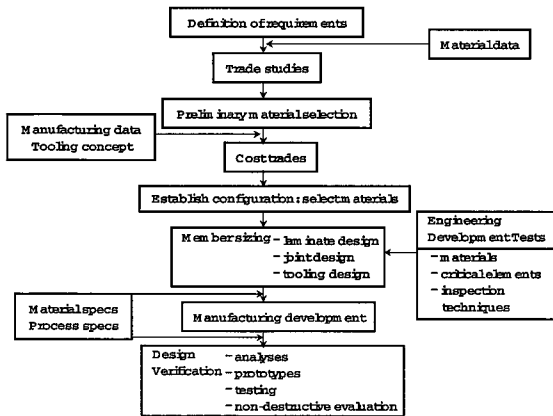 Definition of requirements
Material data
Trade studies
Preliminary material selection
Manufacturing data
Tooling concept
Cost trades
Establish configuration: select materials
Engineering
Development Tests
- materials
- critical elements
- inspection
techniques
Member sizing - laminate design
- joint design
- tooling design
Material specs
Process specs
Manufacturing development
Design - analyses
Verification - prototypes
- testing
- non-destructive evaluation